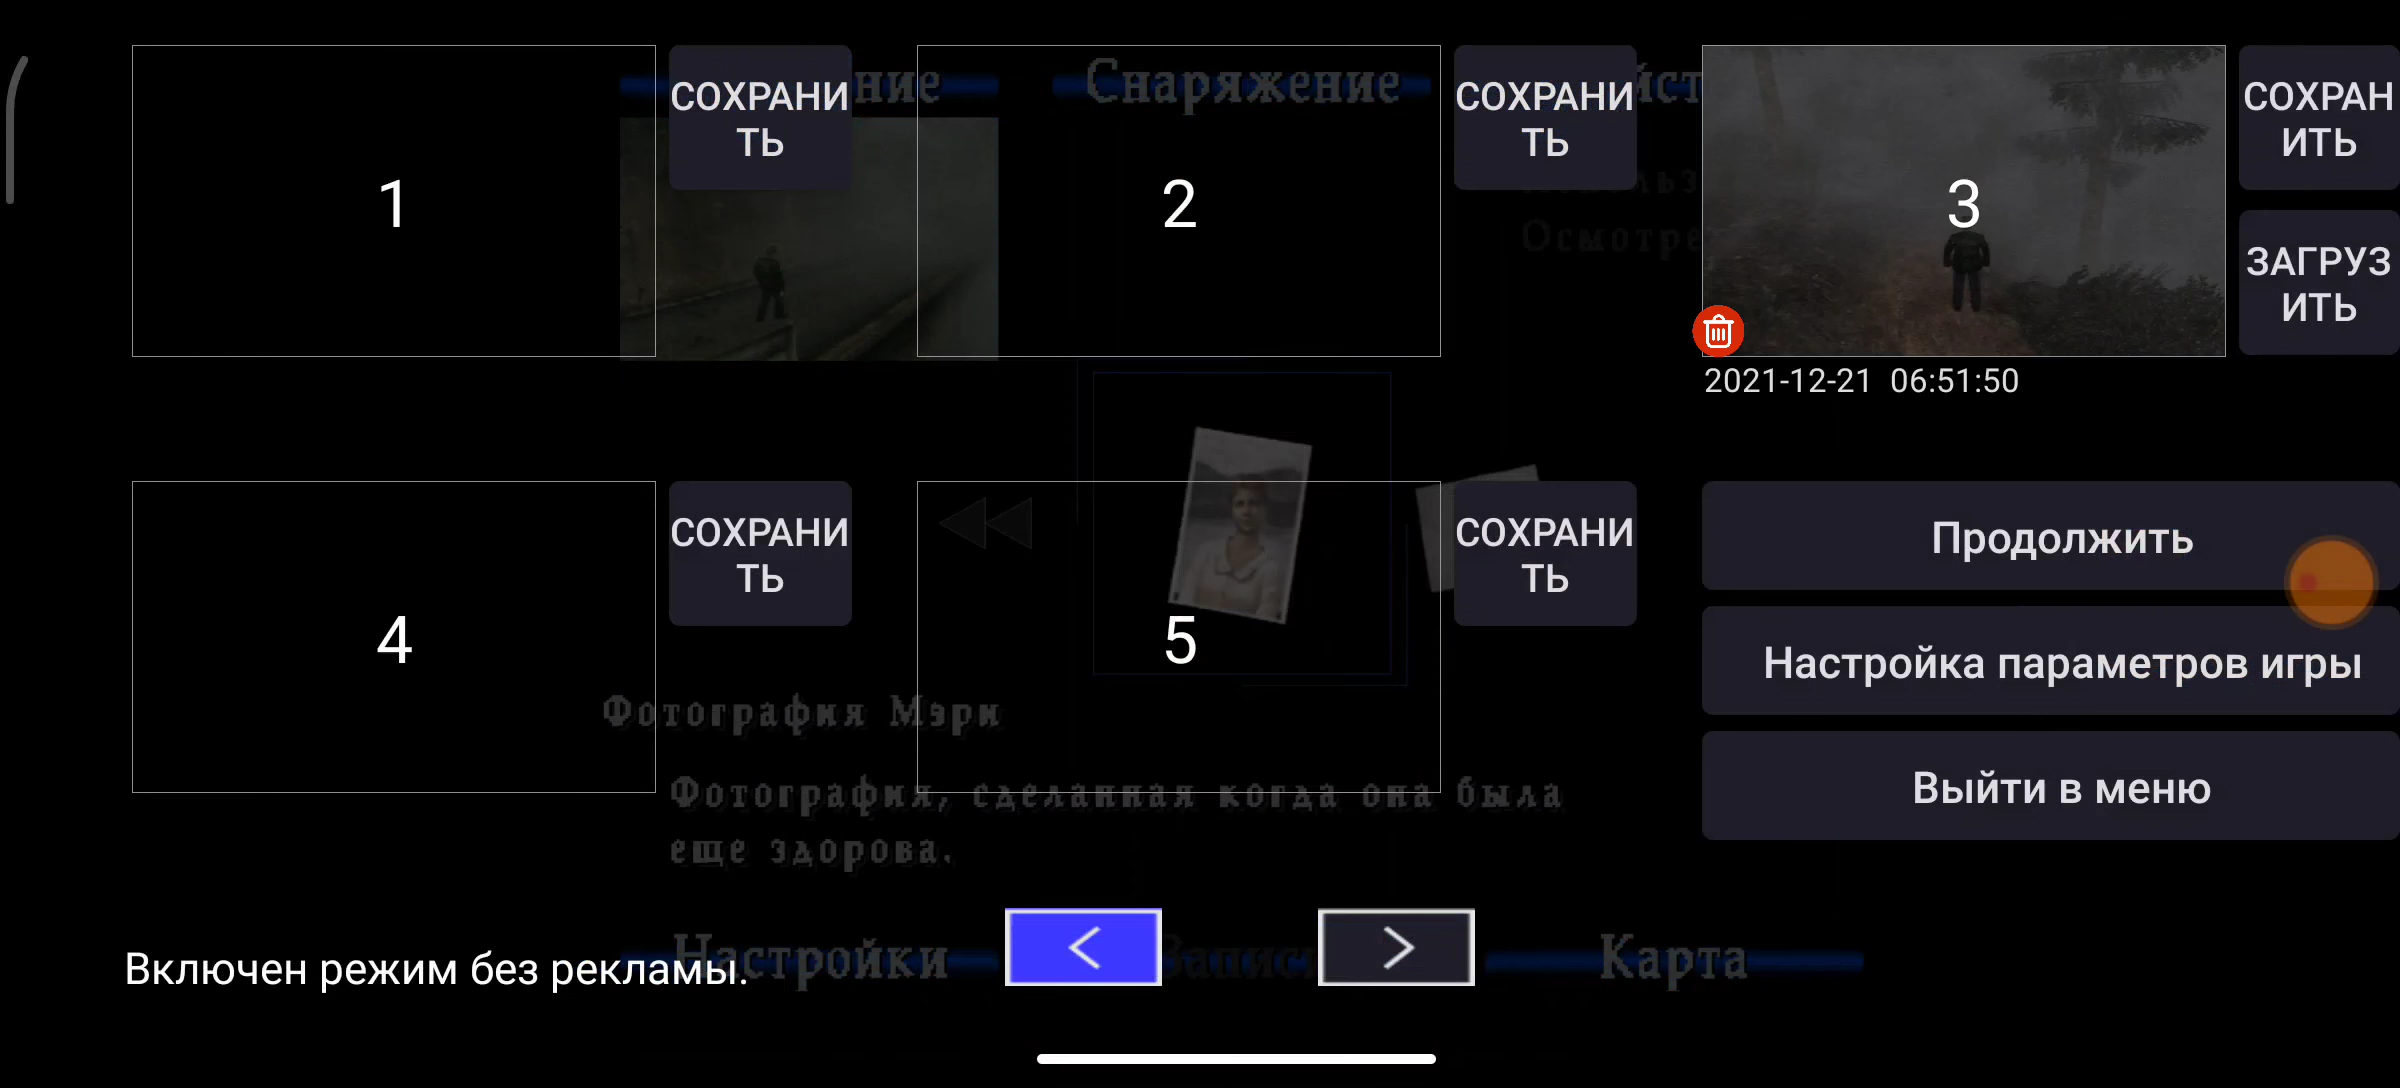 Снаряжение
1
СОХРАНИ
ТЬ
2
СОХРАНИ
ТЬ
3
СОХРАН
ИТЬ
ЗАГРУЗ
ИТЬ
2021-12-21 06:51:50
4
СОХРАНИ
ТЬ
5
СОХРАНИ
ТЬ
Продолжить
Настройка параметров игры
Выйти в меню
Фотография Мэри
Фотография, сделанная когда она была
еще здорова.
Включен режим без рекламы.
Настройки
<
>
Карта